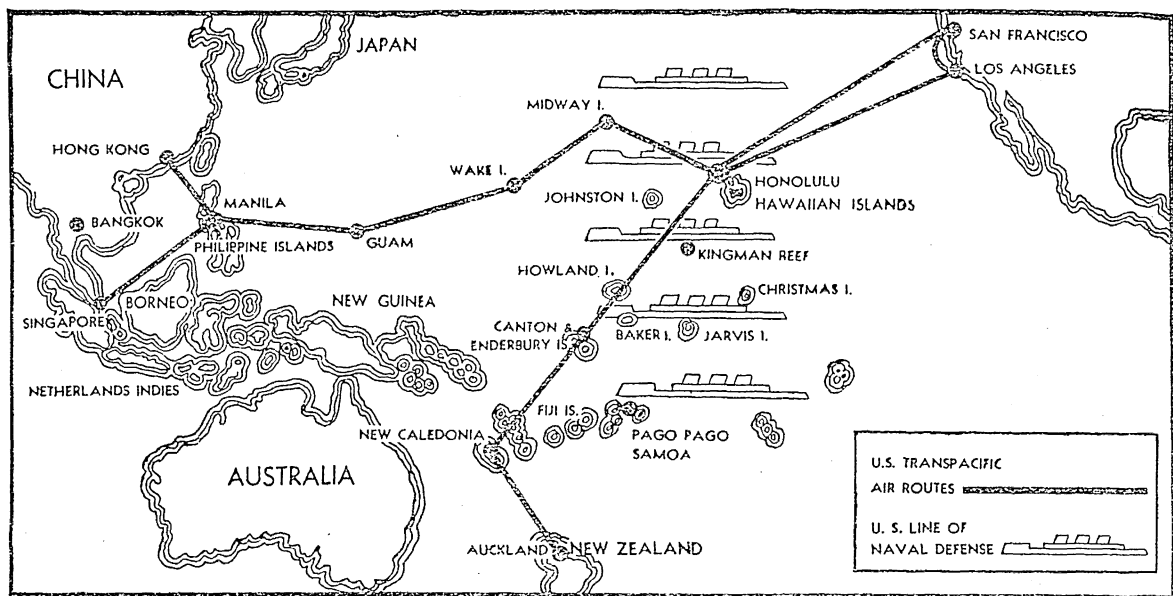 SAN FRANCISCO
JAPAN
LOS ANGELES
CHINA
MIDWAY I.
HONG KONG
WAKE I.
HONOLULU
HAWAIIAN ISLANDS
JOHNSTON I.
MANILA
BANGKOK
PHILIPPINE ISLANDS
GUAM
KINGMAN REEF
HOWLAND I.
CHRISTMAS I.
BORNEO
NEW GUINEA
SINGAPORE
CANTON &
ENDERBURY IS.
BAKER I.
JARVIS I.
NETHERLANDS INDIES
FIJI IS.
NEW CALEDONIA
PAGO PAGO
SAMOA
AUSTRALIA
AUCKLAND
NEW ZEALAND
U.S. TRANSPACIFIC
AIR ROUTES
U. S. LINE OF
NAVAL DEFENSE